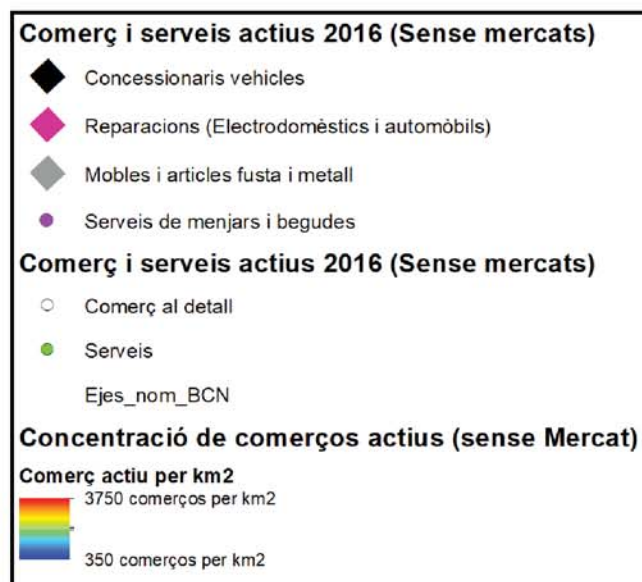 Comerç i serveis actius 2016 (Sense mercats)
Concessionaris vehicles
Reparacions (Electrodomèstics i automòbils)
Mobles i articles fusta i metall
Serveis de menjars i begudes
Comerç i serveis actius 2016 (Sense mercats)
Comerç al detall
Serveis
Ejes_nom_BCN
Concentració de comerços actius (sense Mercat)
Comerç actiu per km2
3750 comerços per km2
350 comerços per km2